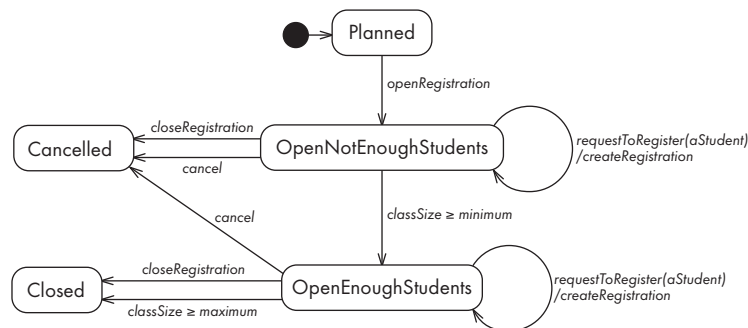 Planned
openRegistration
closeRegistration
Cancelled
OpenNotEnoughStudents
requestToRegister(aStudent)
/createRegistration
cancel
cancel
classSize ≥ minimum
closeRegistration
Closed
OpenEnoughStudents
requestToRegister(aStudent)
/createRegistration
classSize ≥ maximum